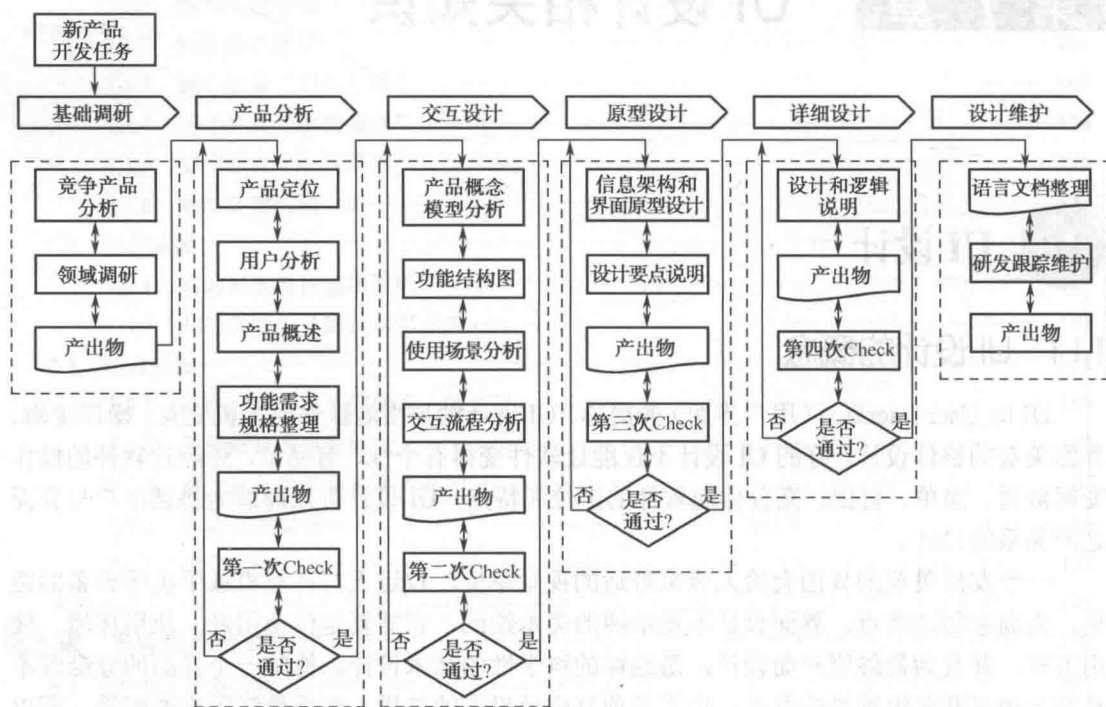 新产品
开发任务
基础调研
产品分析
交互设计
原型设计
详细设计
设计维护
竞争产品
分析
领域调研
产出物
产品定位
用户分析
产品概述
功能需求
规格整理
产出物
第一次Check
否
是否
通过?
是
产品概念
模型分析
功能结构图
使用场景分析
交互流程分析
产出物
第二次Check
否
是否
通过?
是
信息架构和
界面原型设计
设计要点说明
产出物
第三次Check
否
是否
通过?
是
设计和逻辑
说明
产出物
第四次Check
否
是否
通过?
是
语言文档整理
研发跟踪维护
产出物